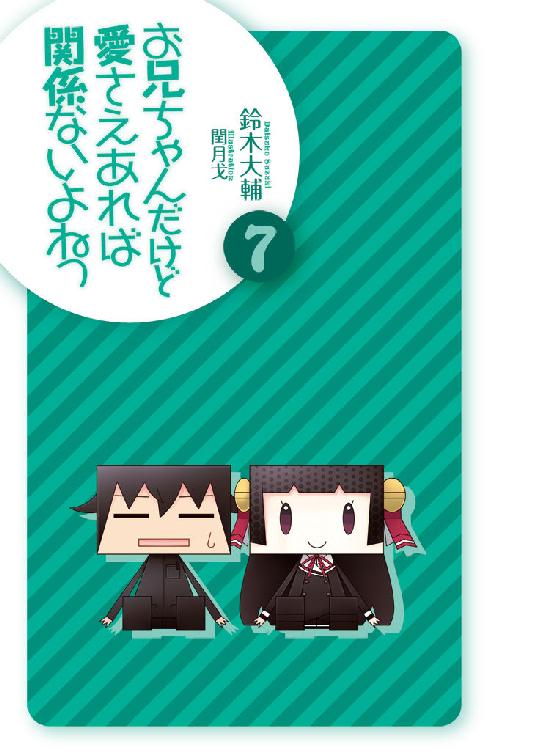 お兄ちゃんだけど
愛さえあれば
関係ないよねっ
鈴木大輔
Daisuke Suzuki
閏月戈
Illustration
7